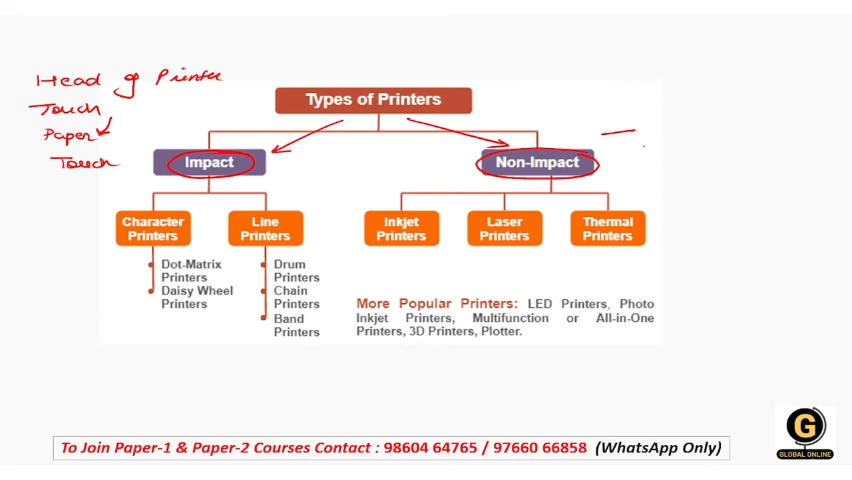 Head of Printer
Touch
Paper
Touch
Types of Printers
Impact
Non-Impact
Character
Printers
Line
Printers
Inkjet
Printers
Laser
Printers
Thermal
Printers
Dot-Matrix
Printers
Daisy Wheel
Printers
Drum
Printers
Chain
Printers
Band
Printers
More Popular Printers: LED Printers, Photo
Inkjet Printers, Multifunction or All-in-One
Printers, 3D Printers, Plotter.
To Join Paper-1 & Paper-2 Courses Contact : 98604 64765 / 97660 66858 (WhatsApp Only)
G
GLOBAL ONLINE